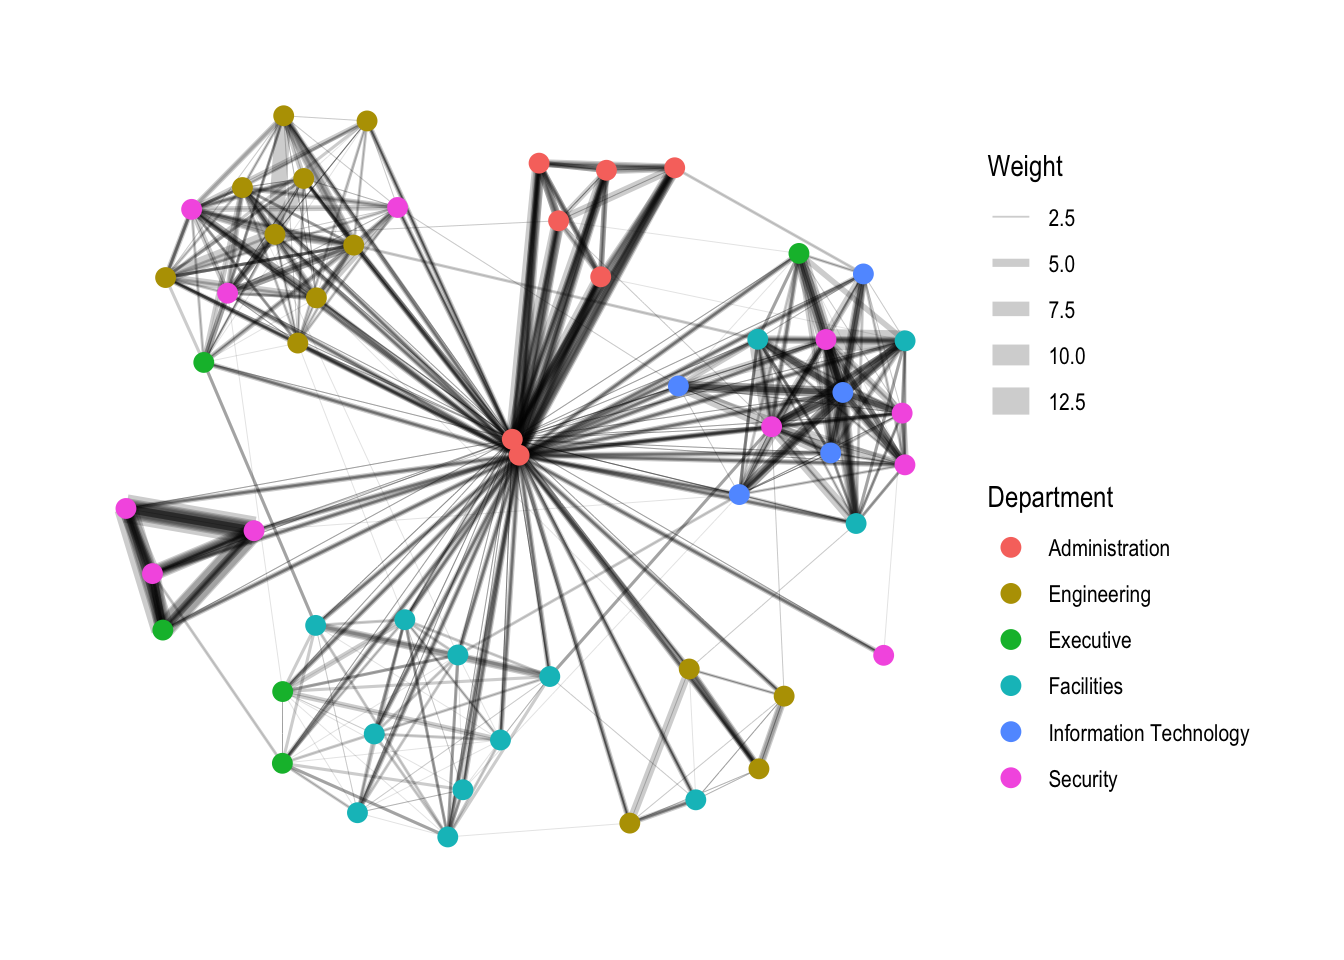 Weight
2.5
5.0
7.5
10.0
12.5
Department
Administration
Engineering
Executive
Facilities
Information Technology
Security